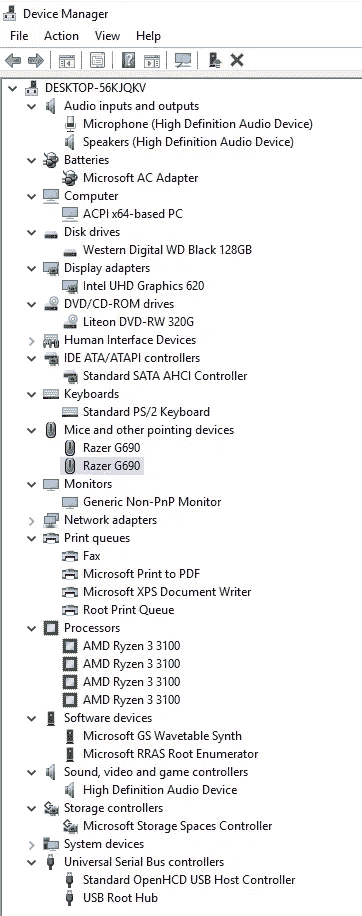 Device Manager
File Action View Help
DESKTOP-56KJQKV
Audio inputs and outputs
Microphone (High Definition Audio Device)
Speakers (High Definition Audio Device)
Batteries
Microsoft AC Adapter
Computer
ACPI x64-based PC
Disk drives
Western Digital WD Black 128GB
Display adapters
Intel UHD Graphics 620
DVD/CD-ROM drives
Liteon DVD-RW 320G
Human Interface Devices
IDE ATA/ATAPI controllers
Standard SATA AHCI Controller
Keyboards
Standard PS/2 Keyboard
Mice and other pointing devices
Razer G690
Razer G690
Monitors
Generic Non-PnP Monitor
Network adapters
Print queues
Fax
Microsoft Print to PDF
Microsoft XPS Document Writer
Root Print Queue
Processors
AMD Ryzen 3 3100
AMD Ryzen 3 3100
AMD Ryzen 3 3100
AMD Ryzen 3 3100
Software devices
Microsoft GS Wavetable Synth
Microsoft RRAS Root Enumerator
Sound, video and game controllers
High Definition Audio Device
Storage controllers
Microsoft Storage Spaces Controller
System devices
Universal Serial Bus controllers
Standard OpenHCD USB Host Controller
USB Root Hub